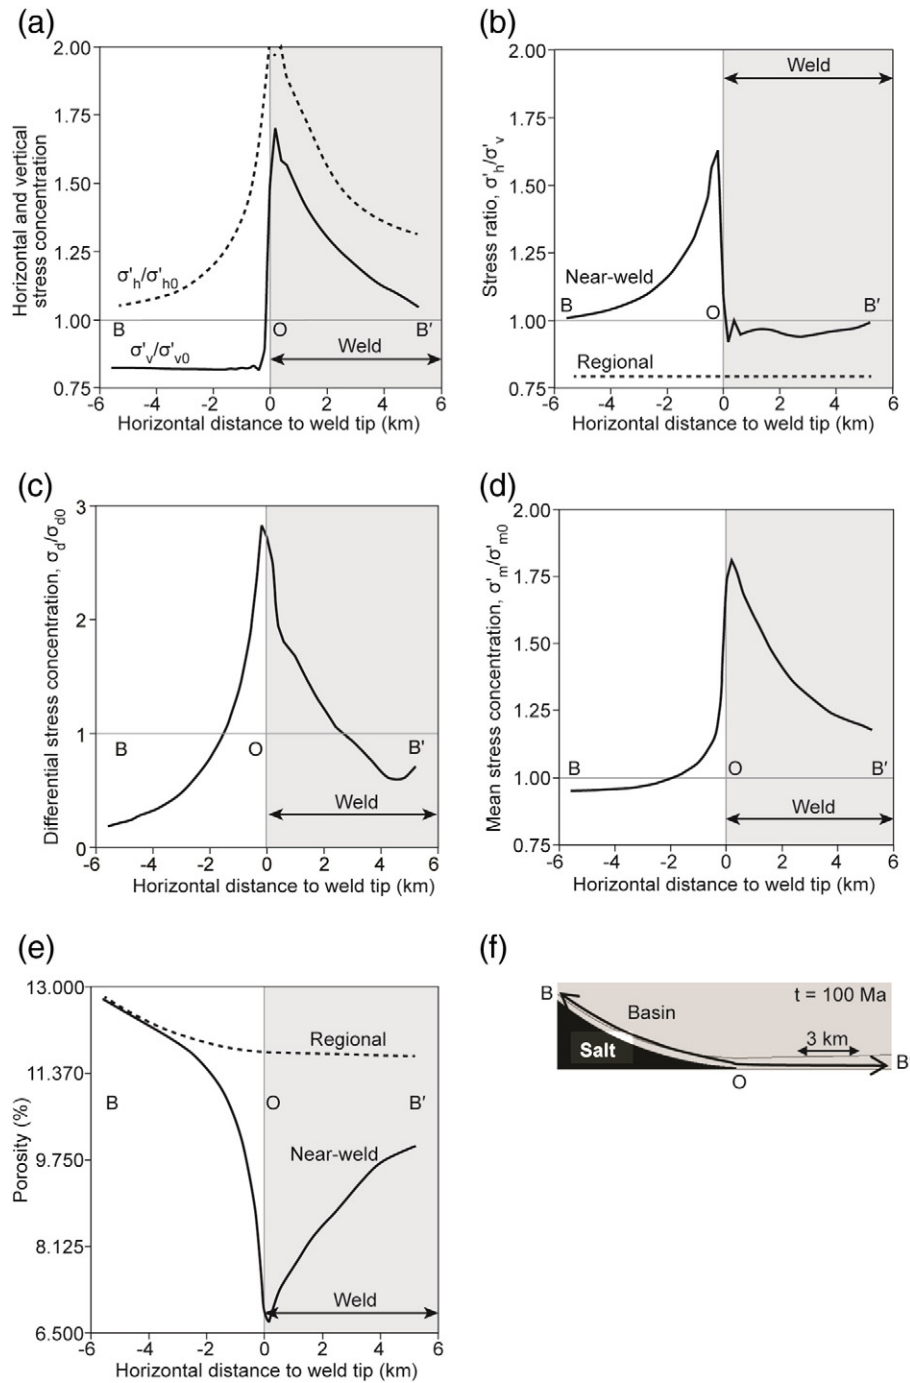 (a)
2.00
1.75
1.50
1.25
1.00
0.75
Horizontal and vertical
stress concentration
σ'h/σ'h0
σ'v/σ'v0
B
O
B′
Weld
-6 -4 -2 0 2 4 6
Horizontal distance to weld tip (km)
(b)
2.00
1.75
1.50
1.25
1.00
0.75
Stress ratio, σ'h/σ'v
Weld
Near-weld
B
O
B′
Regional
-6 -4 -2 0 2 4 6
Horizontal distance to weld tip (km)
(c)
3
2
1
0
Differential stress concentration, σd/σd0
B
O
B'
Weld
-6 -4 -2 0 2 4 6
Horizontal distance to weld tip (km)
(d)
2.00
1.75
1.50
1.25
1.00
0.75
Mean stress concentration, σ'm/σ'm0
B
O
B′
Weld
-6 -4 -2 0 2 4 6
Horizontal distance to weld tip (km)
(e)
13.000
11.370
9.750
8.125
6.500
Porosity (%)
Regional
B
O
B′
Near-weld
Weld
-6 -4 -2 0 2 4 6
Horizontal distance to weld tip (km)
(f)
B
t = 100 Ma
Basin
3 km
Salt
B
O